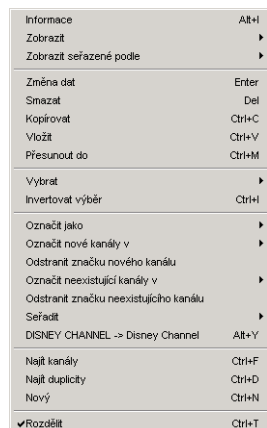 Informace Alt+I
Zobrazit
Zobrazit seřazené podle
Změna dat Enter
Smazat Del
Kopírovat Ctrl+C
Vložit Ctrl+V
Přesunout do Ctrl+M
Vybrat
Invertovat výběr Ctrl+I
Označit jako
Označit nové kanály v
Odstranit značku nového kanálu
Označit neexistující kanály v
Odstranit značku neexistujícího kanálu
Seřadit
DISNEY CHANNEL -> Disney Channel Alt+Y
Najít kanály Ctrl+F
Najít duplicity Ctrl+D
Nový Ctrl+N
✔Rozdělit Ctrl+T